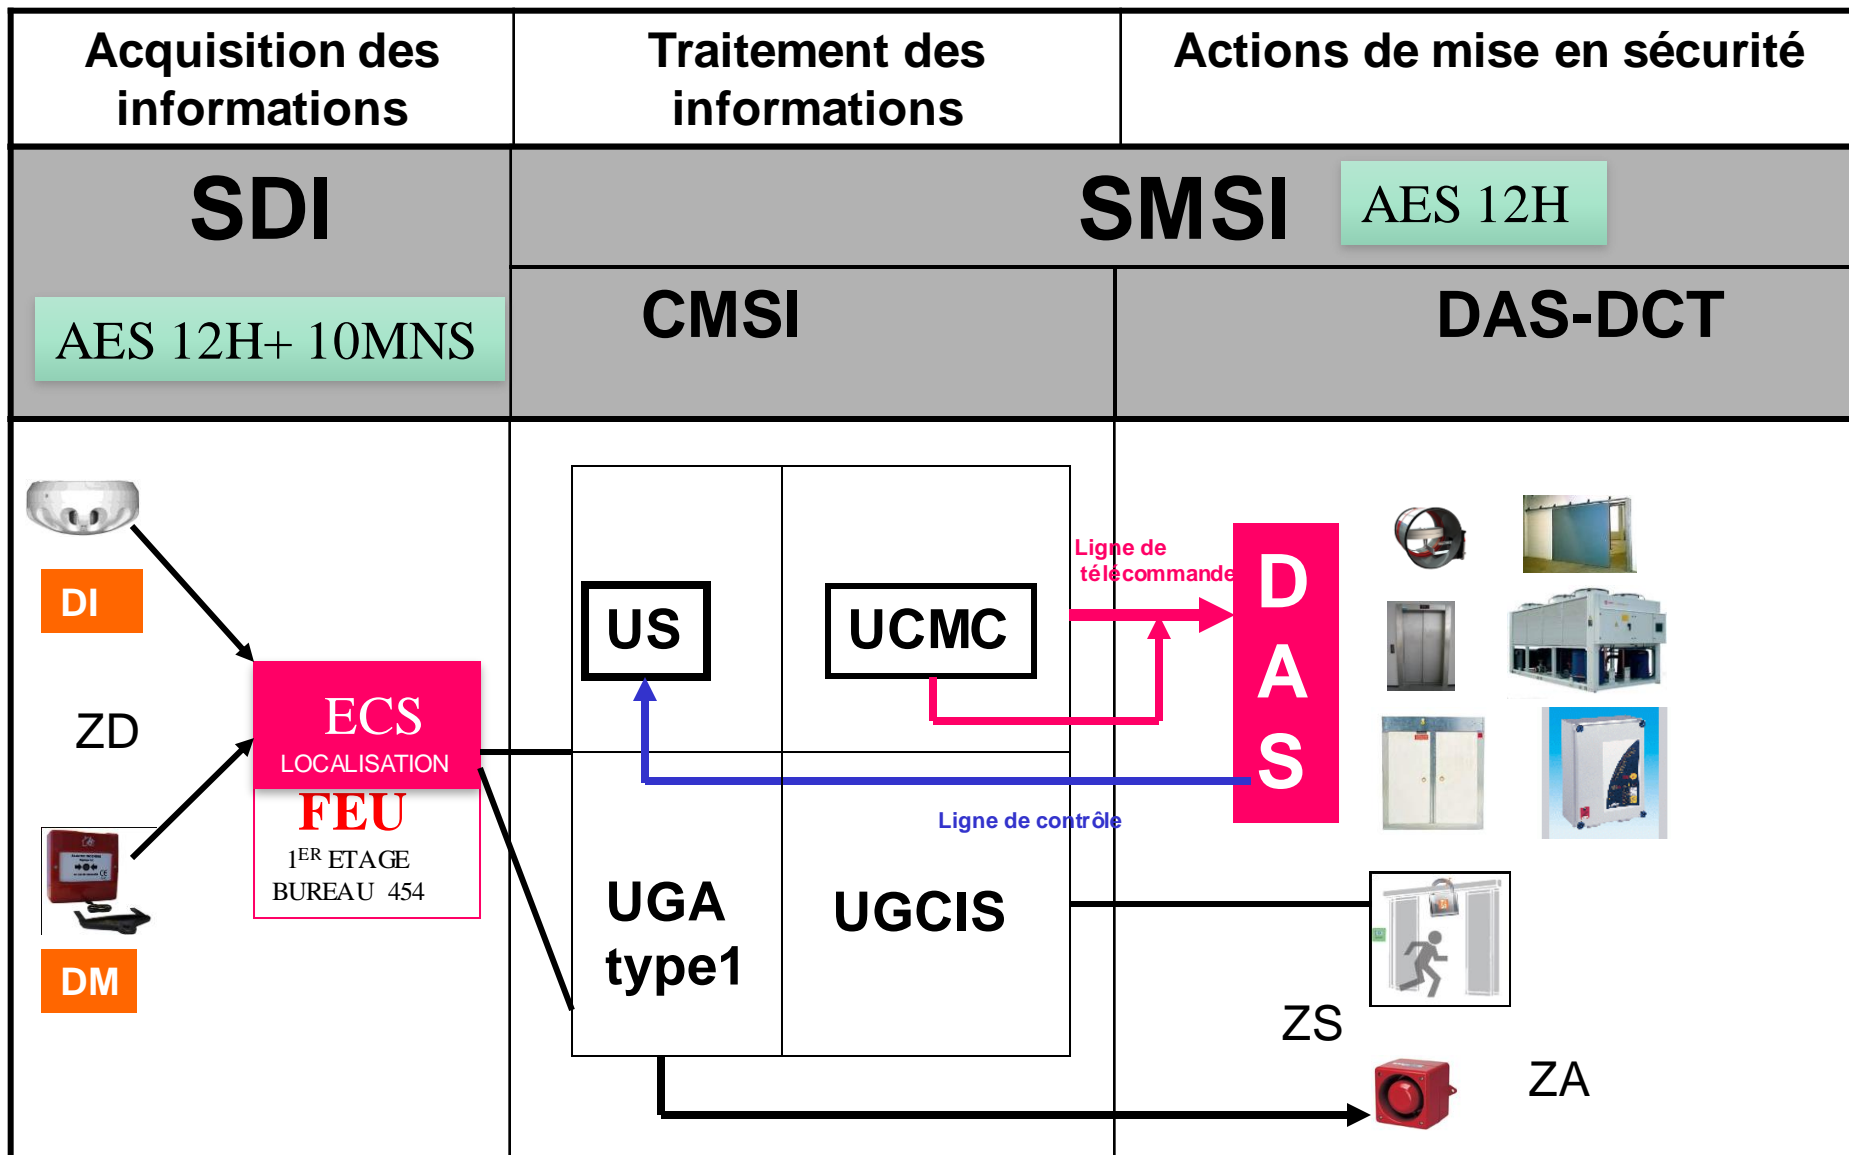 Acquisition des
informations
Traitement des
informations
Actions de mise en sécurité
SDI
SMSI
AES 12H
AES 12H+ 10MNS
CMSI
DAS-DCT
DI
ZD
DM
ECS
LOCALISATION
FEU
1ER ETAGE
BUREAU 454
US
UCMC
UGA
type1
UGCIS
Ligne de
télécommande
Ligne de contrôle
D
A
S
ZS
ZA